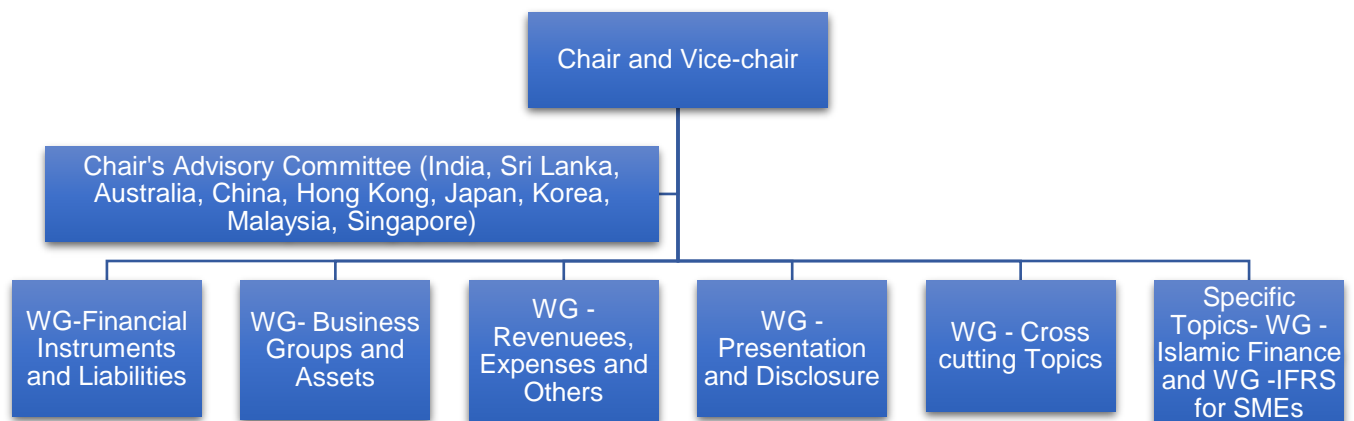 Chair and Vice-chair
Chair's Advisory Committee (India, Sri Lanka,
Australia, China, Hong Kong, Japan, Korea,
Malaysia, Singapore)
WG-Financial
Instruments
and Liabilities
WG- Business
Groups and
Assets
WG -
Revenuees,
Expenses and
Others
WG -
Presentation
and Disclosure
WG - Cross
cutting Topics
Specific
Topics- WG -
Islamic Finance
and WG -IFRS
for SMEs